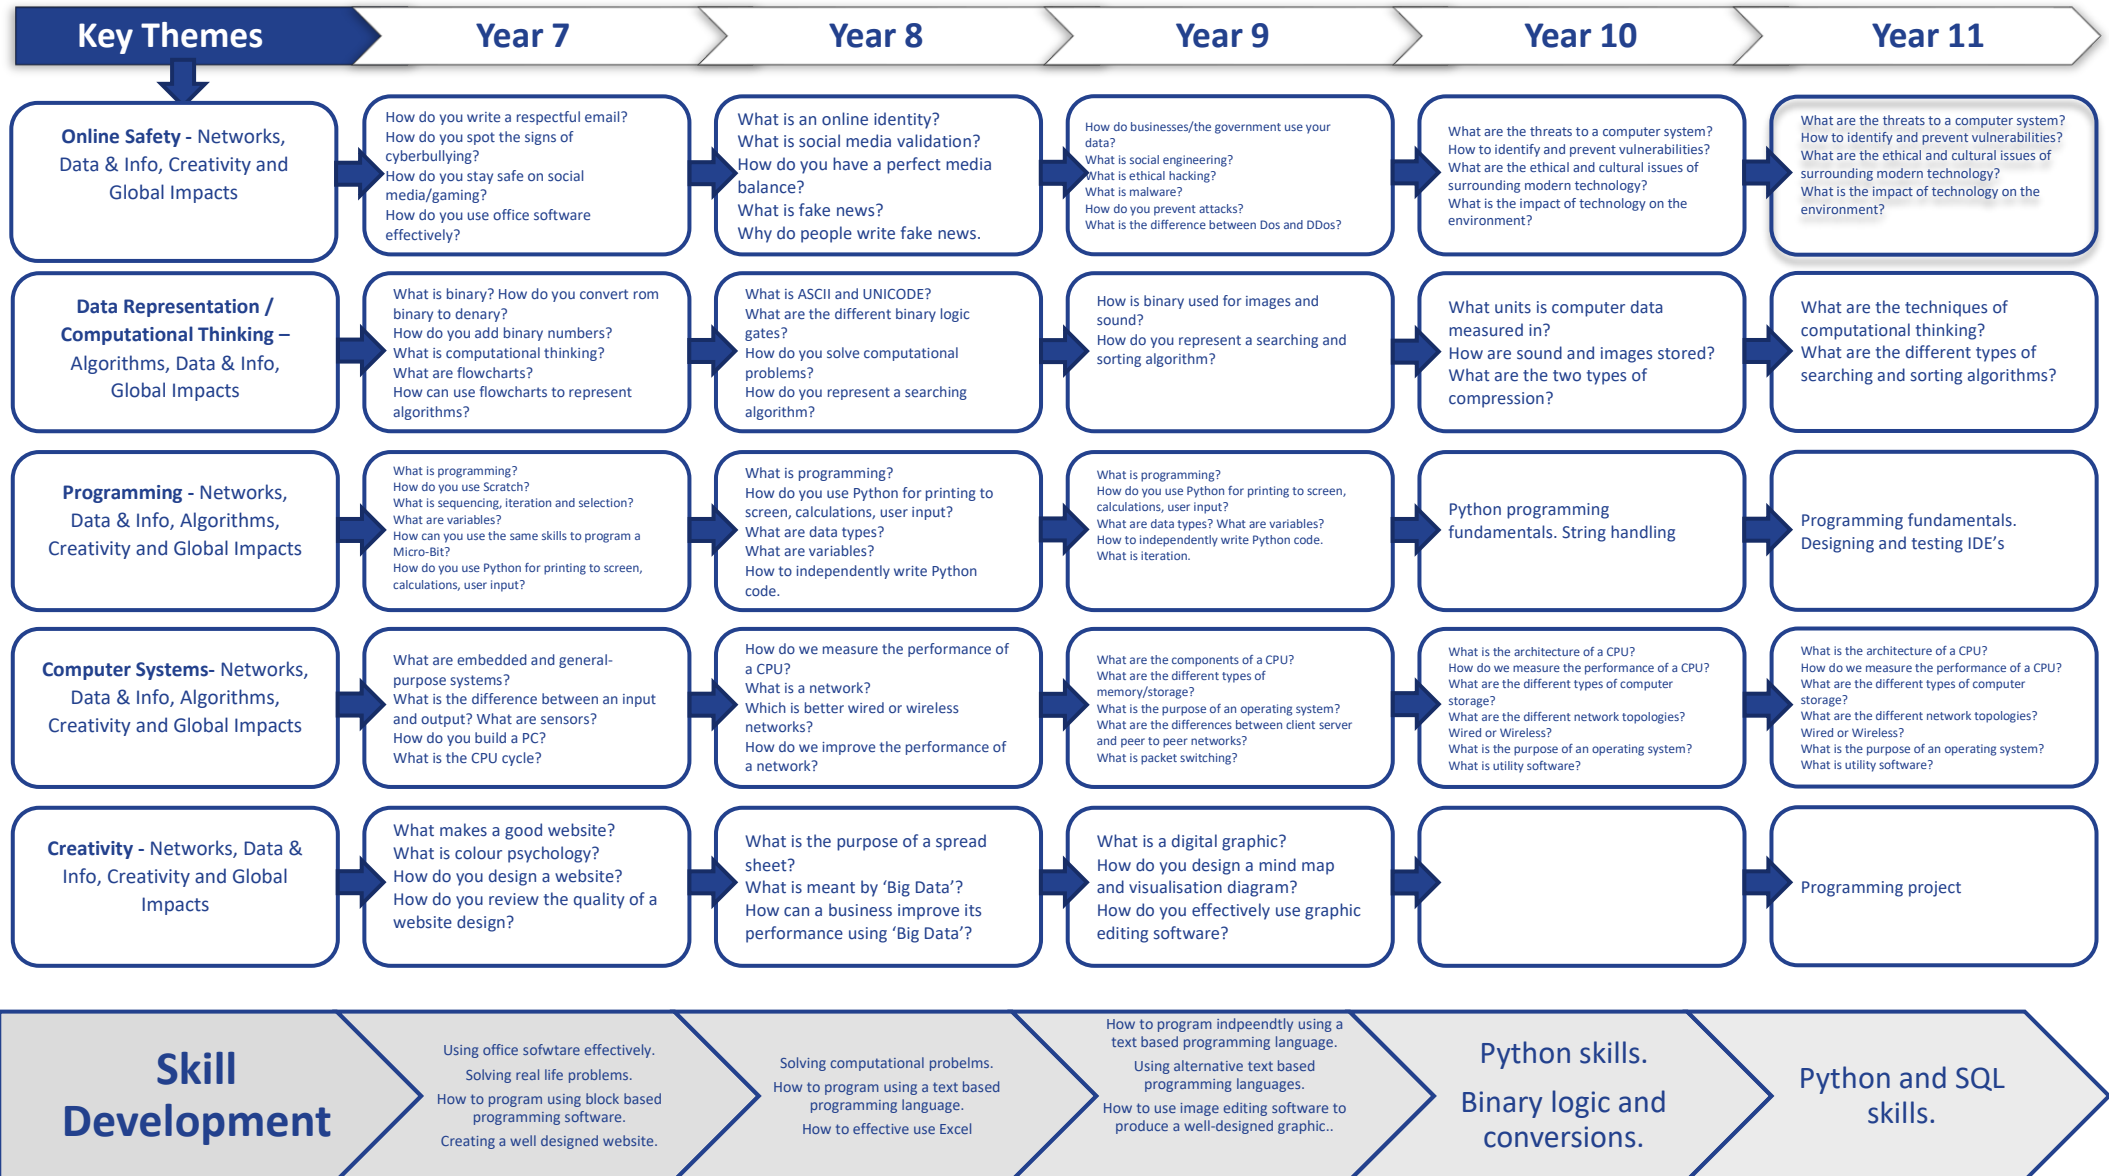 Key Themes
Year 7
Year 8
Year 9
Year 10
Year 11
Online Safety - Networks,
Data & Info, Creativity and
Global Impacts
How do you write a respectful email?
How do you spot the signs of
cyberbullying?
How do you stay safe on social
media/gaming?
How do you use office software
effectively?
What is an online identity?
What is social media validation?
How do you have a perfect media
balance?
What is fake news?
Why do people write fake news.
How do businesses/the government use your
data?
What is social engineering?
What is ethical hacking?
What is malware?
How do you prevent attacks?
What is the difference between Dos and DDos?
What are the threats to a computer system?
How to identify and prevent vulnerabilities?
What are the ethical and cultural issues of
surrounding modern technology?
What is the impact of technology on the
environment?
What are the threats to a computer system?
How to identify and prevent vulnerabilities?
What are the ethical and cultural issues of
surrounding modern technology?
What is the impact of technology on the
environment?
Data Representation /
Computational Thinking –
Algorithms, Data & Info,
Global Impacts
What is binary? How do you convert rom
binary to denary?
How do you add binary numbers?
What is computational thinking?
What are flowcharts?
How can use flowcharts to represent
algorithms?
What is ASCII and UNICODE?
What are the different binary logic
gates?
How do you solve computational
problems?
How do you represent a searching
algorithm?
How is binary used for images and
sound?
How do you represent a searching and
sorting algorithm?
What units is computer data
measured in?
How are sound and images stored?
What are the two types of
compression?
What are the techniques of
computational thinking?
What are the different types of
searching and sorting algorithms?
Programming - Networks,
Data & Info, Algorithms,
Creativity and Global Impacts
What is programming?
How do you use Scratch?
What is sequencing, iteration and selection?
What are variables?
How can you use the same skills to program a
Micro-Bit?
How do you use Python for printing to screen,
calculations, user input?
What is programming?
How do you use Python for printing to
screen, calculations, user input?
What are data types?
What are variables?
How to independently write Python
code.
What is programming?
How do you use Python for printing to screen,
calculations, user input?
What are data types? What are variables?
How to independently write Python code.
What is iteration.
Python programming
fundamentals. String handling
Programming fundamentals.
Designing and testing IDE's
Computer Systems- Networks,
Data & Info, Algorithms,
Creativity and Global Impacts
What are embedded and general-
purpose systems?
What is the difference between an input
and output? What are sensors?
How do you build a PC?
What is the CPU cycle?
How do we measure the performance of
a CPU?
What is a network?
Which is better wired or wireless
networks?
How do we improve the performance of
a network?
What are the components of a CPU?
What are the different types of
memory/storage?
What is the purpose of an operating system?
What are the differences between client server
and peer to peer networks?
What is packet switching?
What is the architecture of a CPU?
How do we measure the performance of a CPU?
What are the different types of computer
storage?
What are the different network topologies?
Wired or Wireless?
What is the purpose of an operating system?
What is utility software?
What is the architecture of a CPU?
How do we measure the performance of a CPU?
What are the different types of computer
storage?
What are the different network topologies?
Wired or Wireless?
What is the purpose of an operating system?
What is utility software?
Creativity - Networks, Data &
Info, Creativity and Global
Impacts
What makes a good website?
What is colour psychology?
How do you design a website?
How do you review the quality of a
website design?
What is the purpose of a spread
sheet?
What is meant by ‘Big Data’?
How can a business improve its
performance using ‘Big Data’?
What is a digital graphic?
How do you design a mind map
and visualisation diagram?
How do you effectively use graphic
editing software?
Programming project
Skill
Development
Using office sofwtare effectively.
Solving real life problems.
How to program using block based
programming software.
Creating a well designed website.
Solving computational probelms.
How to program using a text based
programming language.
How to effective use Excel
How to program indpeendtly using a
text based programming language.
Using alternative text based
programming languages.
How to use image editing software to
produce a well-designed graphic..
Python skills.
Binary logic and
conversions.
Python and SQL
skills.